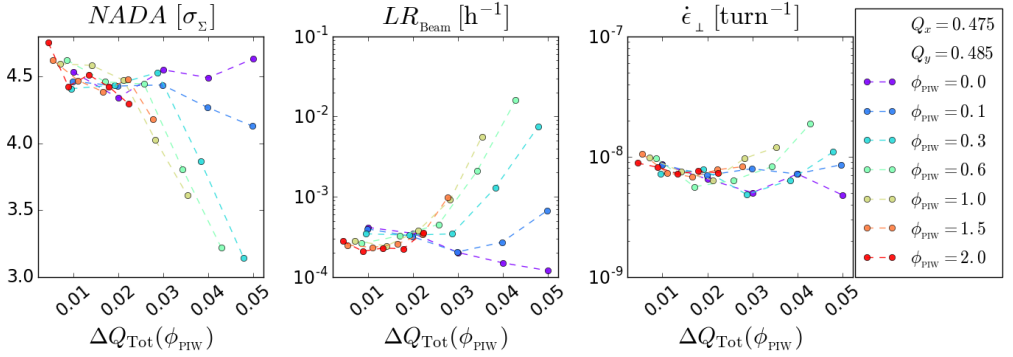 NADA [σ_Σ]
4.5
4.0
3.5
3.0
0.01 0.02 0.03 0.04 0.05
ΔQ_Tot(ϕ_PIW)
LR_Beam [h⁻¹]
10⁻¹
10⁻²
10⁻³
10⁻⁴
0.01 0.02 0.03 0.04 0.05
ΔQ_Tot(ϕ_PIW)
ϵ̇_⊥ [turn⁻¹]
10⁻⁷
10⁻⁸
10⁻⁹
0.01 0.02 0.03 0.04 0.05
ΔQ_Tot(ϕ_PIW)
Q_x = 0.475
Q_y = 0.485
ϕ_PIW = 0.0
ϕ_PIW = 0.1
ϕ_PIW = 0.3
ϕ_PIW = 0.6
ϕ_PIW = 1.0
ϕ_PIW = 1.5
ϕ_PIW = 2.0